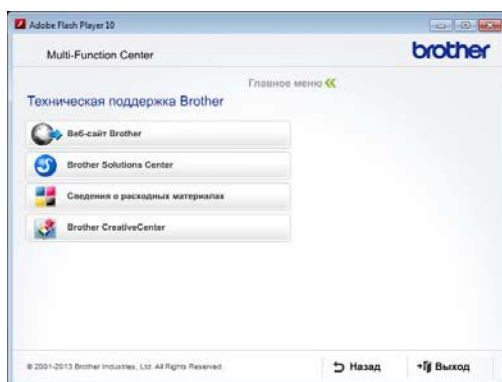 Adobe Flash Player 10
Multi-Function Center
brother
Главное меню
Техническая поддержка Brother
Веб-сайт Brother
Brother Solutions Center
Сведения о расходных материалах
Brother CreativeCenter
© 2001-2013 Brother Industries, Ltd. All Rights Reserved.
Назад
Выход